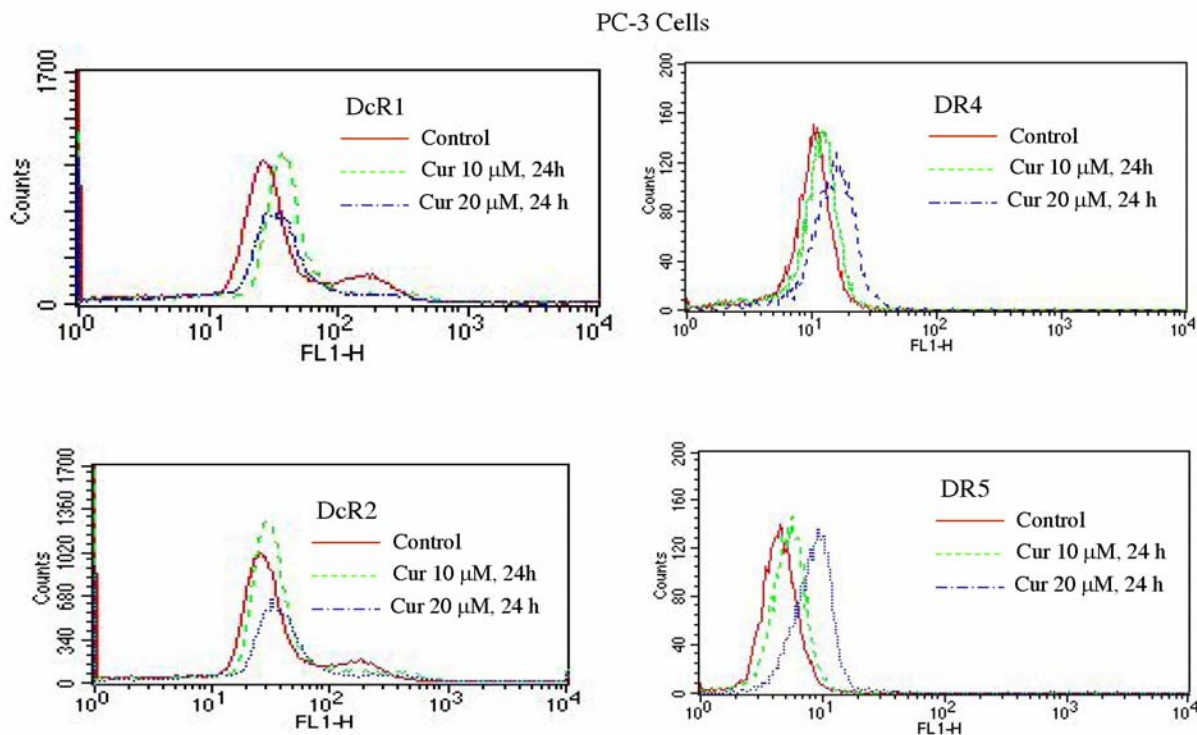 PC-3 Cells
1700
0
Counts
DcR1
Control
Cur 10 μM, 24h
Cur 20 μM, 24 h
10^0 10^1 10^2 10^3 10^4
FL1-H
200
160
120
80
40
0
Counts
DR4
Control
Cur 10 μM, 24h
Cur 20 μM, 24 h
10^0 10^1 10^2 10^3 10^4
FL1-H
1700
1360
1020
680
340
0
Counts
DcR2
Control
Cur 10 μM, 24h
Cur 20 μM, 24 h
10^0 10^1 10^2 10^3 10^4
FL1-H
200
160
120
80
40
0
Counts
DR5
Control
Cur 10 μM, 24 h
Cur 20 μM, 24 h
10^0 10^1 10^2 10^3 10^4
FL1-H